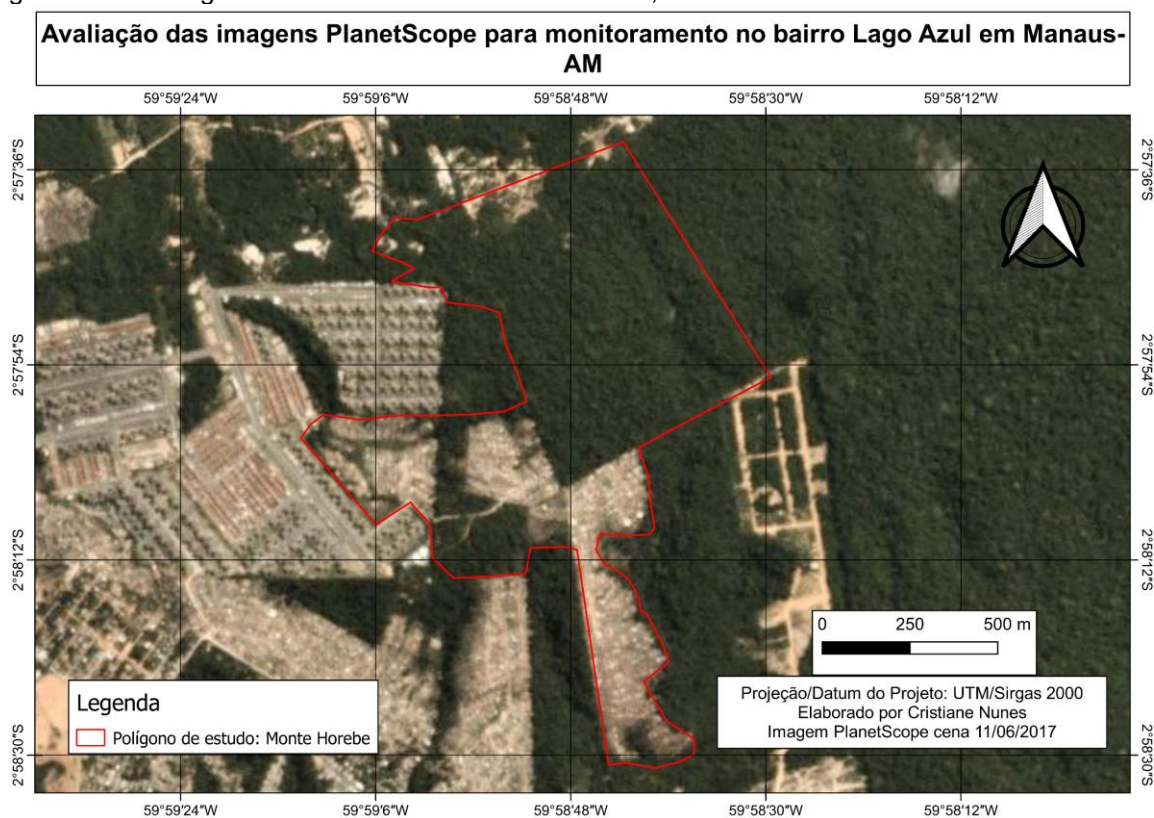 Avaliação das imagens PlanetScope para monitoramento no bairro Lago Azul em Manaus-
AM
59°59'24"W 59°59'6"W 59°58'48"W 59°58'30"W 59°58'12"W
2°57'36"S 2°57'36"S
2°57'54"S 2°57'54"S
2°58'12"S 2°58'12"S
0 250 500 m
Legenda
Polígono de estudo: Monte Horebe
Projeção/Datum do Projeto: UTM/Sirgas 2000
Elaborado por Cristiane Nunes
Imagem PlanetScope cena 11/06/2017
2°58'30"S 2°58'30"S
59°59'24"W 59°59'6"W 59°58'48"W 59°58'30"W 59°58'12"W